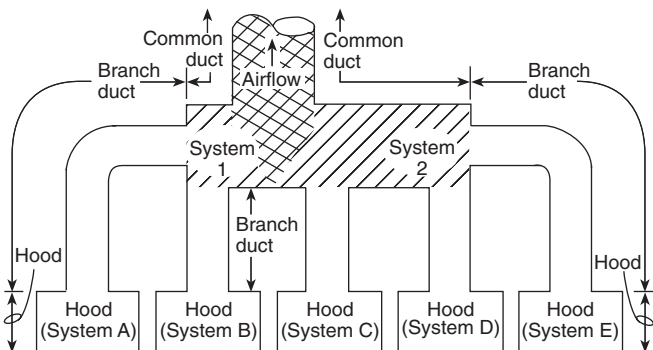 Common
duct
Common
duct
Airflow
Branch
duct
Branch
duct
System
1
System
2
Branch
duct
Hood
Hood
Hood
(System A)
Hood
(System B)
Hood
(System C)
Hood
(System D)
Hood
(System E)